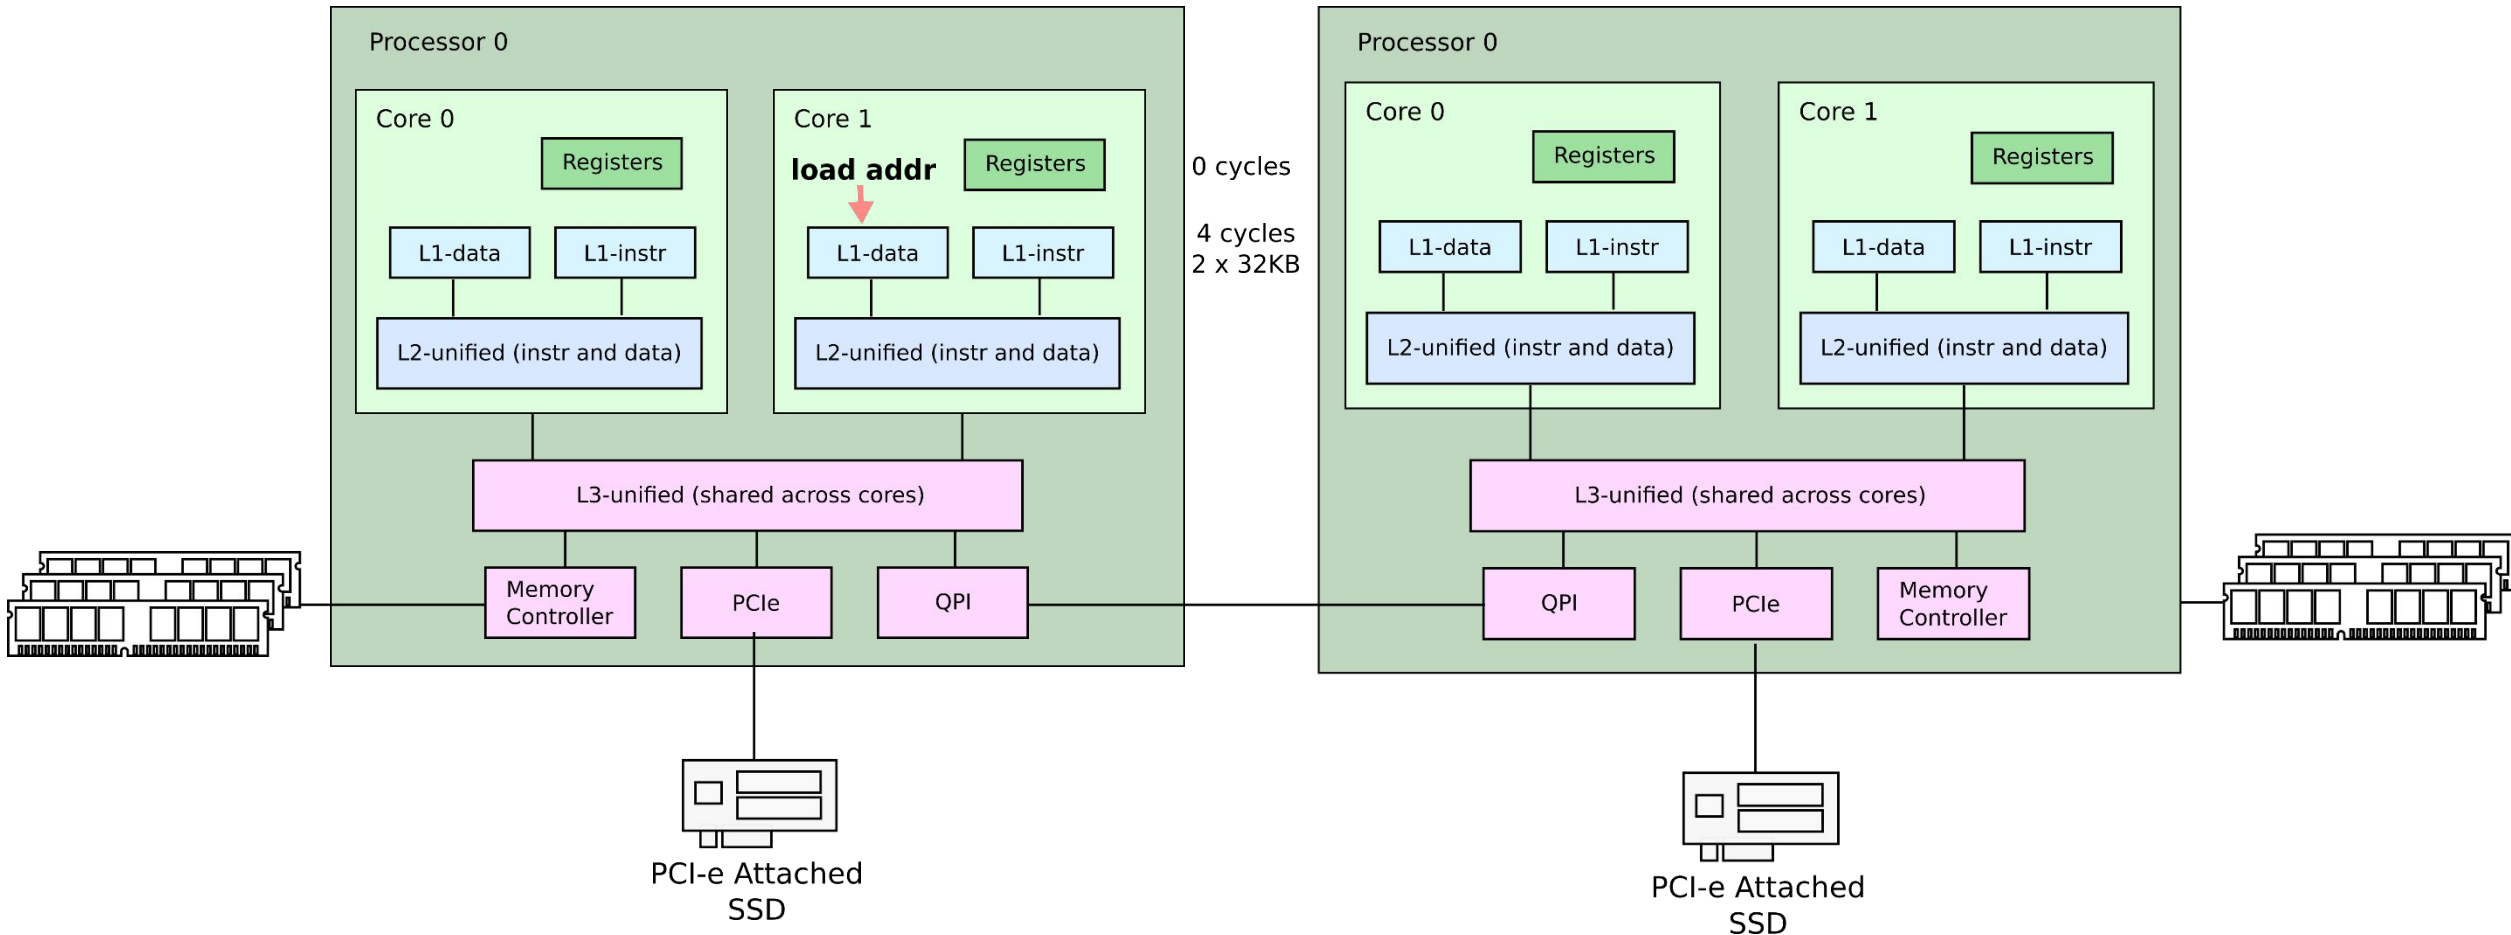 Processor 0
Core 0
Registers
L1-data
L1-instr
L2-unified (instr and data)
Core 1
load addr
Registers
L1-data
L1-instr
L2-unified (instr and data)
L3-unified (shared across cores)
Memory
Controller
PCIe
QPI
PCI-e Attached
SSD
0 cycles
4 cycles
2 x 32KB
Processor 0
Core 0
Registers
L1-data
L1-instr
L2-unified (instr and data)
Core 1
Registers
L1-data
L1-instr
L2-unified (instr and data)
L3-unified (shared across cores)
QPI
PCIe
Memory
Controller
PCI-e Attached
SSD